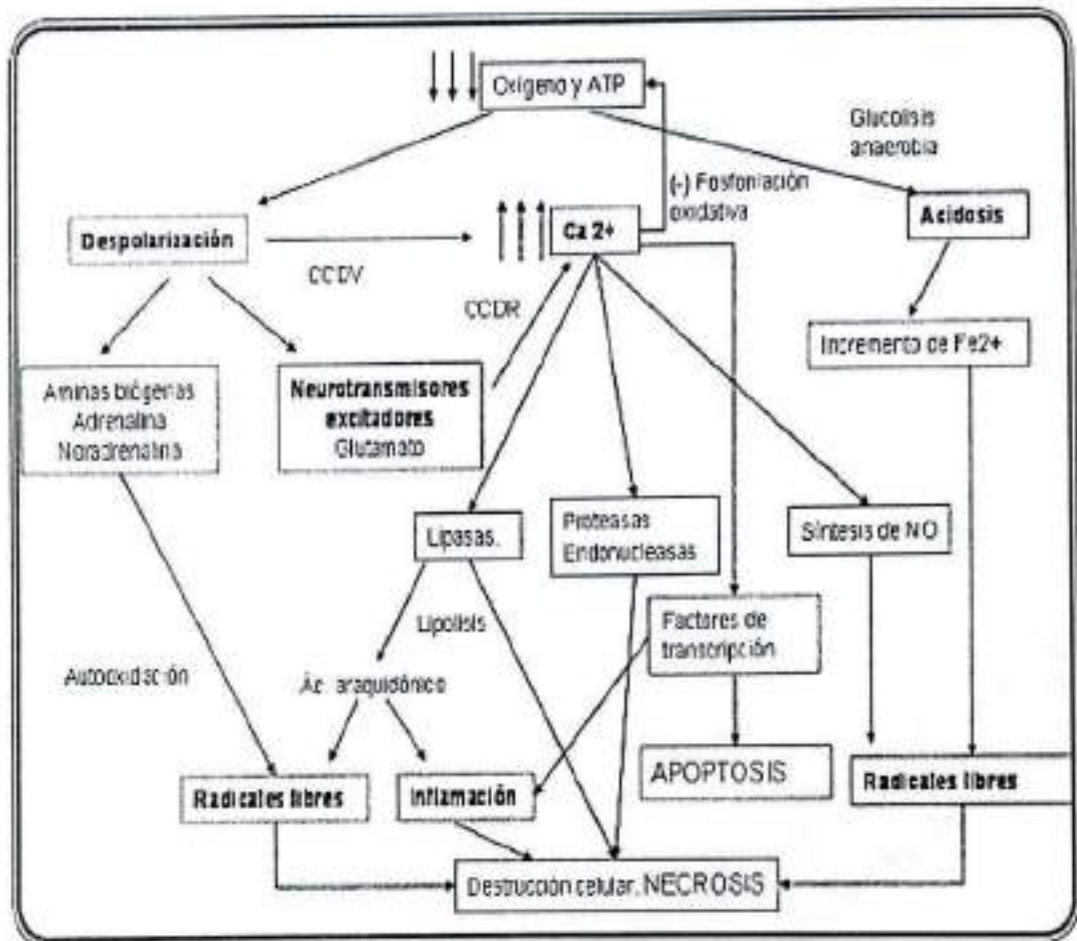 Oxígeno y ATP
Glucolisis
anaerobia
(-) Fosforilación
oxidativa
Acidosis
Despolarización
Ca 2+
CCDV
CCDR
Incremento de Fe2+
Aminas biógenas
Adrenalina
Noradrenalina
Neurotransmisores
excitadores
Glutamato
Lipasas.
Proteasas
Endonucleasas
Síntesis de NO
Lipolisis
Factores de
transcripción
Autooxidación
Ác. araquidónico
APOPTOSIS
Radicales libres
Inflamación
Radicales libres
Destrucción celular. NECROSIS